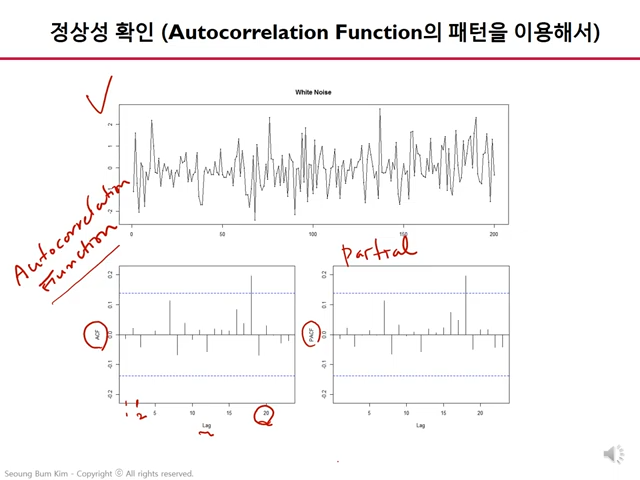 정상성 확인 (Autocorrelation Function의 패턴을 이용해서)
White Noise
2
1
0
-1
-2
0
50
100
150
200
Autocorrelation
Function
Partial
0.2
0.1
0.0
-0.1
-0.2
ACF
1 2 5 10 15 20
Lag
0.2
0.1
0.0
-0.1
-0.2
PACF
5 10 15 20
Lag
Seoung Bum Kim - Copyright ⓒ All rights reserved.